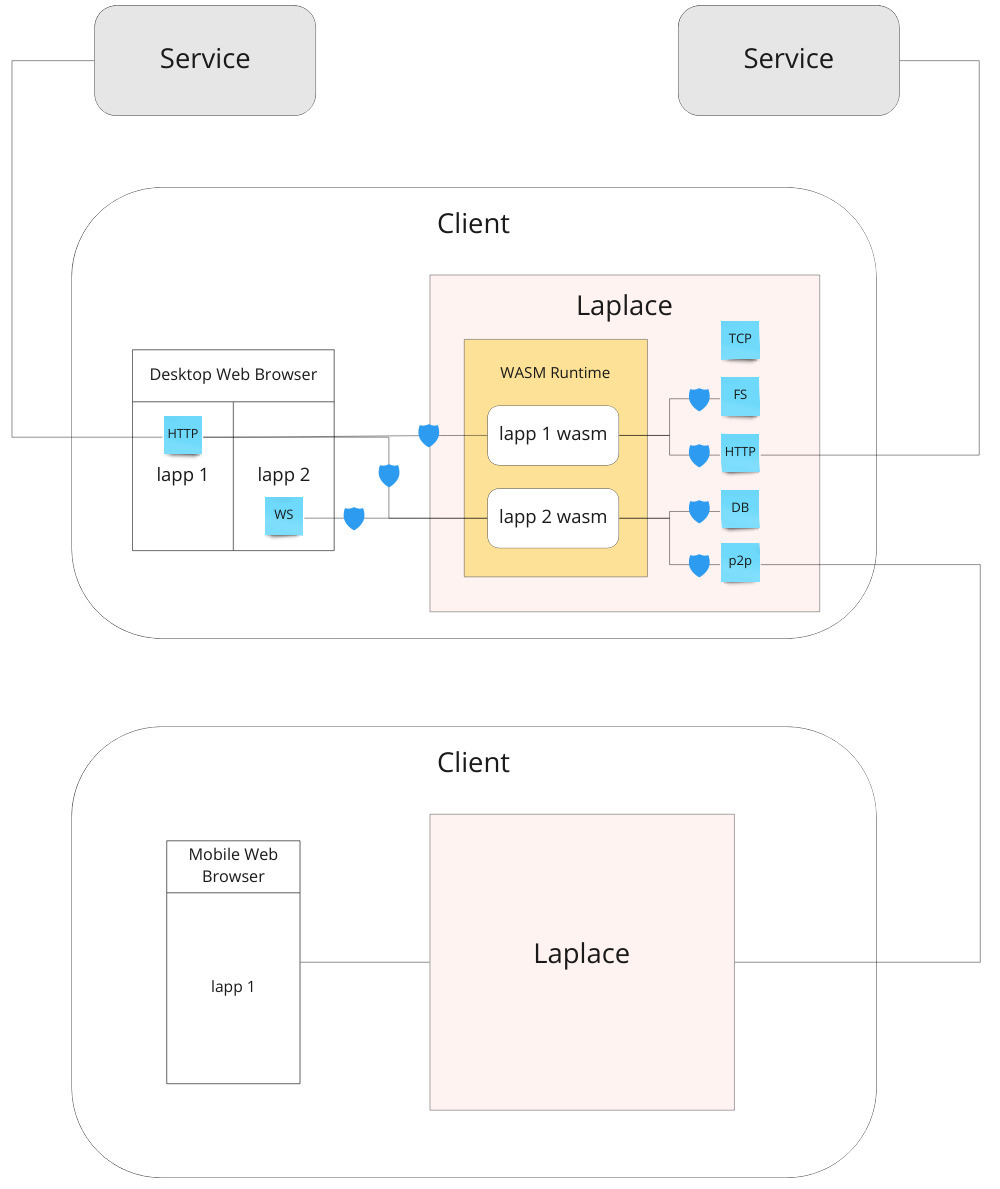 Service
Service
Client
Laplace
TCP
Desktop Web Browser
WASM Runtime
FS
HTTP
lapp 1 wasm
HTTP
lapp 1
lapp 2
DB
WS
lapp 2 wasm
p2p
Client
Mobile Web
Browser
Laplace
lapp 1